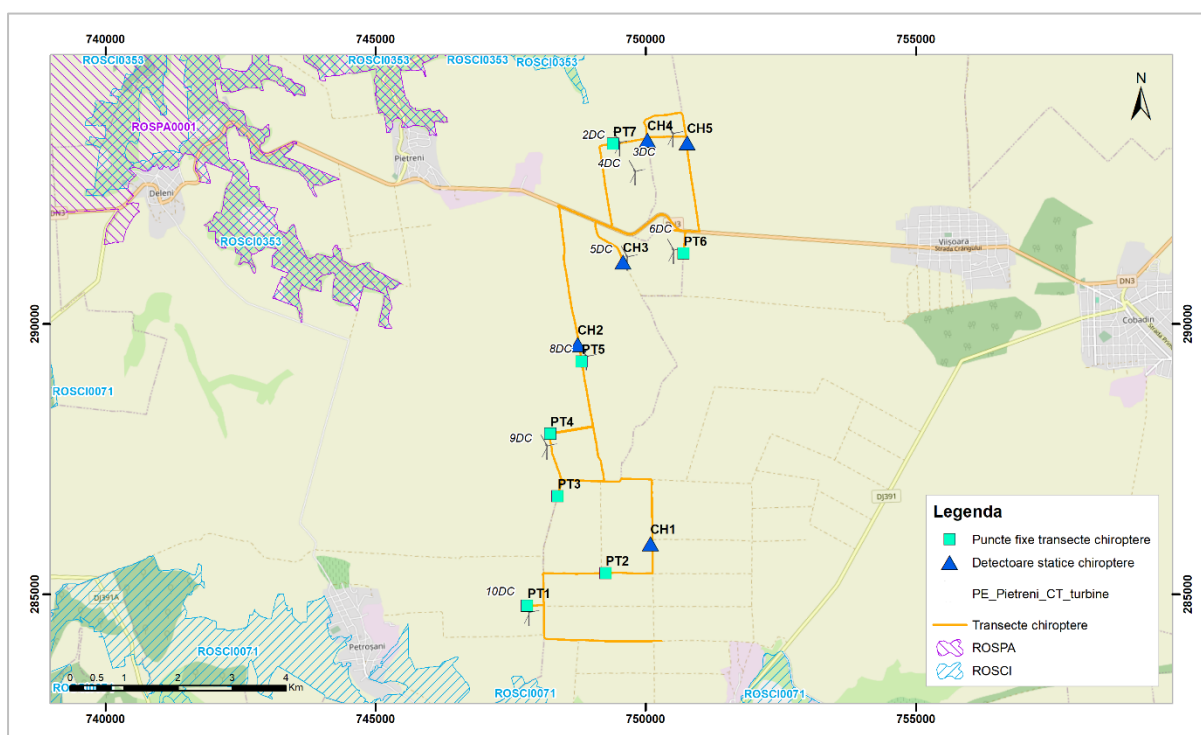 740000
745000
750000
755000
ROSCI0353
ROSCI0353
ROSCI0353
ROSCI0353
N
ROSPA0001
2DC
PT7
CH4
CH5
3DC
4DC
Pietreni
Deleni
DN3
ROSCI0353
6DC
PT6
5DC
CH3
Viișoara
Strada Crângului
DN3
Cobadin
290000
290000
CH2
8DC
PT5
ROSCI0071
PT4
9DC
PT3
DJ391
CH1
PT2
10DC
PT1
285000
285000
DJ391A
Petroșani
ROSCI0071
ROSCI0071
ROSCI0071
Legenda
Puncte fixe transecte chiroptere
Detectoare statice chiroptere
PE_Pietreni_CT_turbine
Transecte chiroptere
ROSPA
ROSCI
0 0.5 1 2 3 4
Km
740000
745000
750000
755000